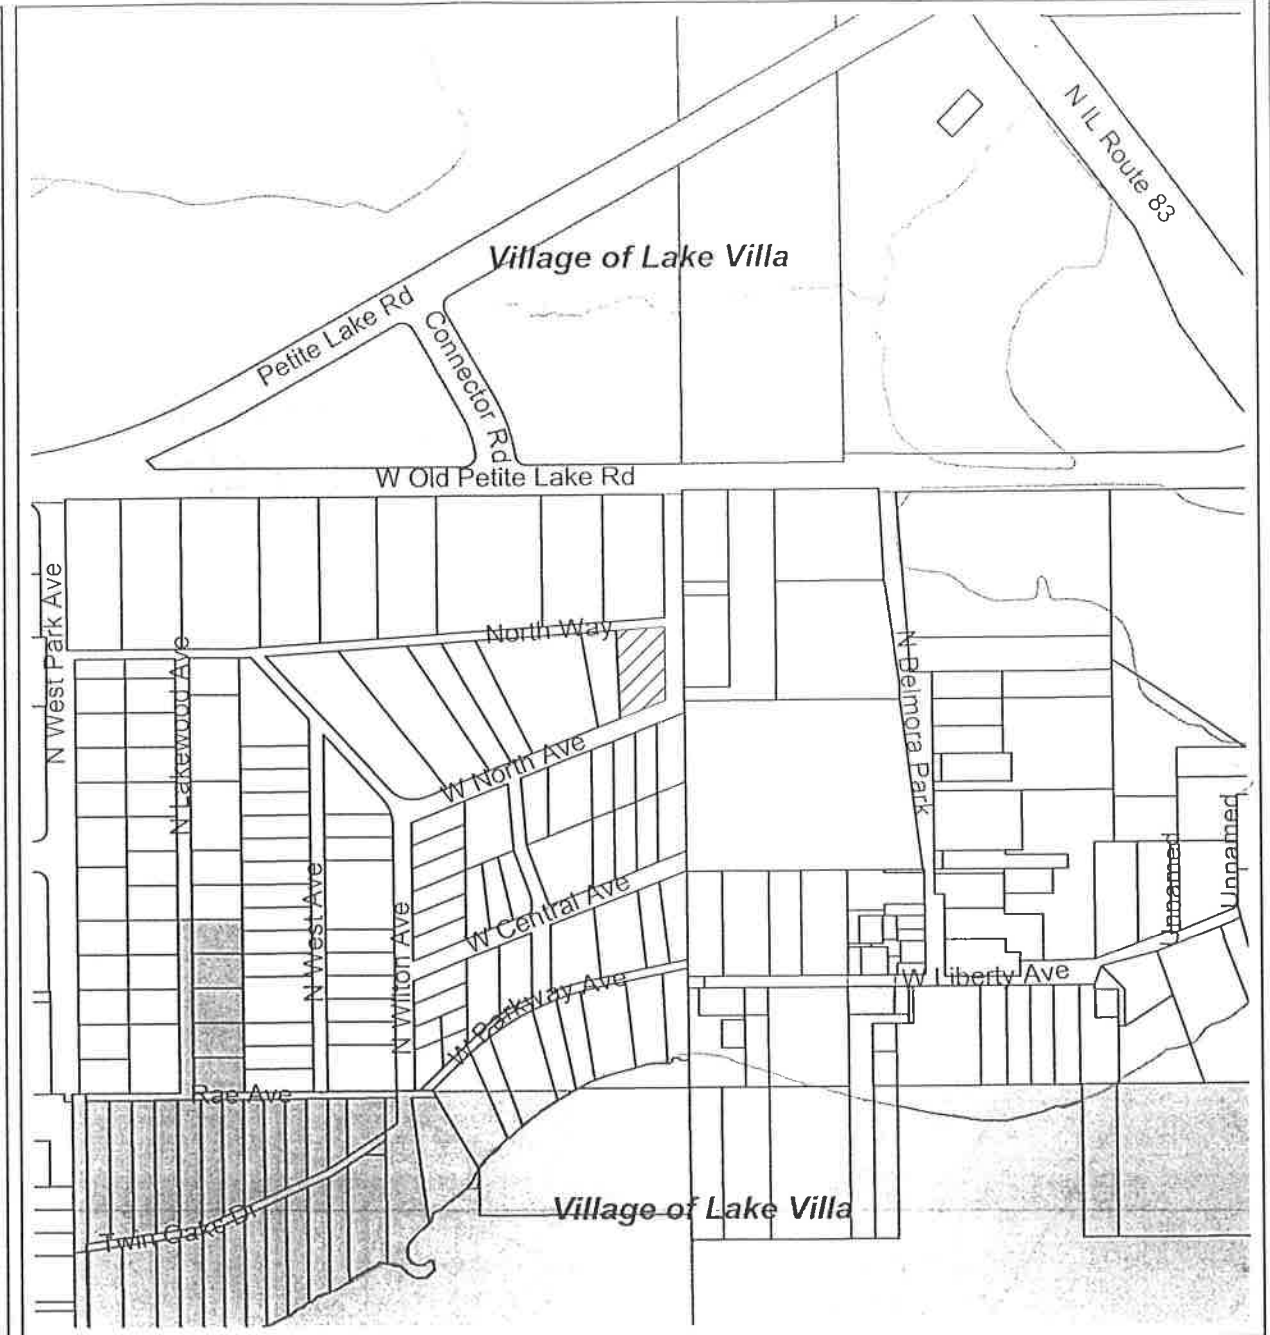 N IL Route 83
Village of Lake Villa
Petite Lake Rd
Connector Rd
W Old Petite Lake Rd
N West Park Ave
North Way
N Lakewood Ave
N Belmora Park
W North Ave
Unnamed
Unnamed
N West Ave
W Central Ave
N Wilton Ave
W Liberty Ave
W Parkway Ave
Rae Ave
Village of Lake Villa
Twin Oaks Dr